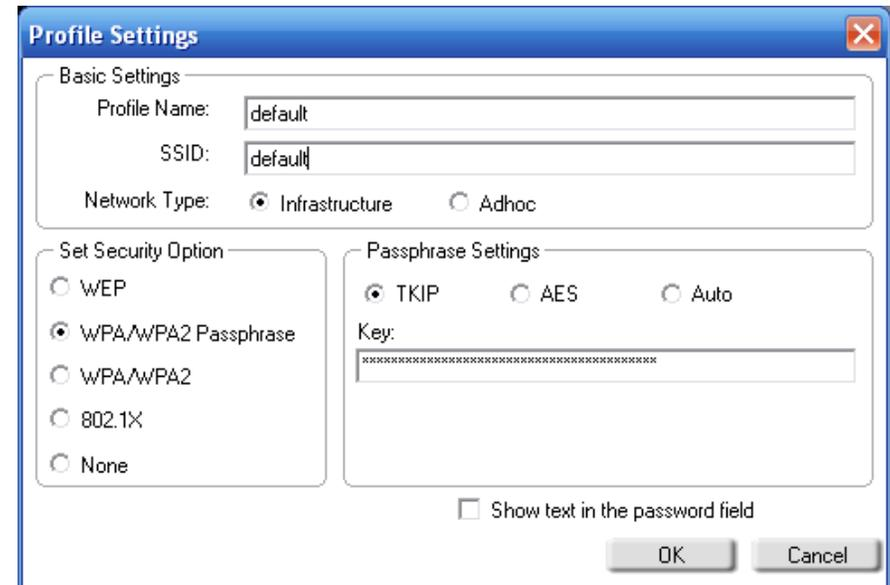 Profile Settings
Basic Settings
Profile Name: default
SSID: default
Network Type: Infrastructure Adhoc
Set Security Option
WEP
WPA/WPA2 Passphrase
WPA/WPA2
802.1X
None
Passphrase Settings
TKIP AES Auto
Key:
Show text in the password field
OK Cancel